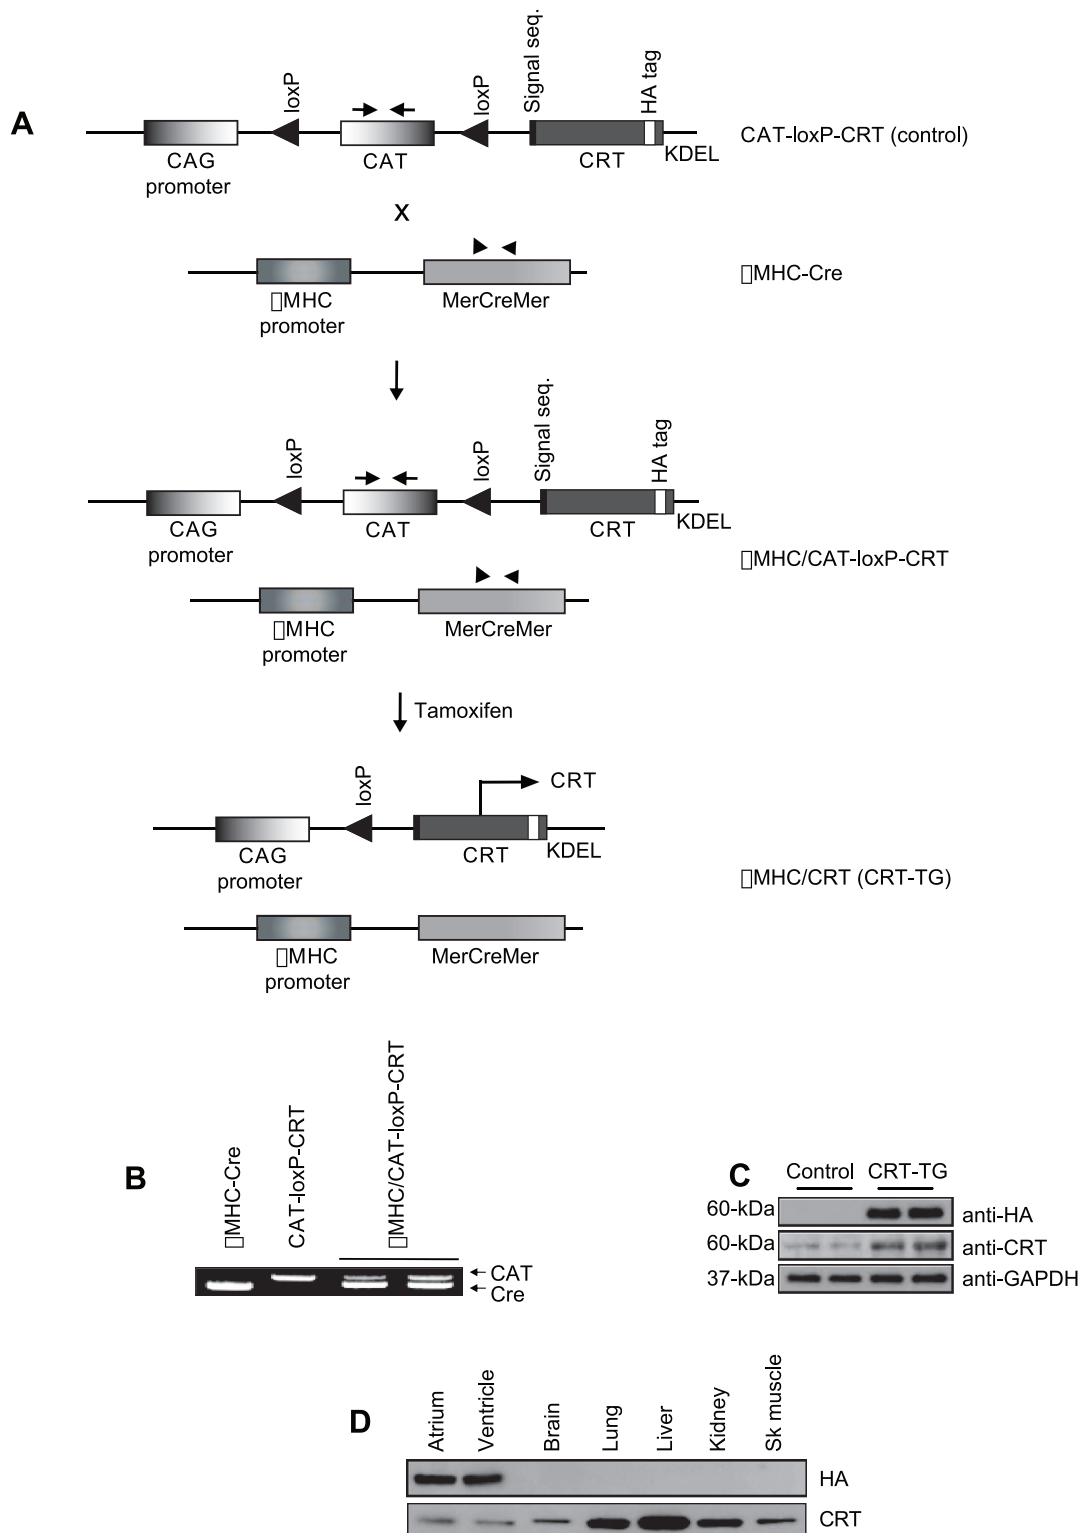 A
loxP
loxP
Signal seq.
HA tag
CAG
promoter
CAT
CRT
KDEL
CAT-loxP-CRT (control)
X
▯MHC
promoter
MerCreMer
▯MHC-Cre
loxP
loxP
Signal seq.
HA tag
CAG
promoter
CAT
CRT
KDEL
▯MHC/CAT-loxP-CRT
▯MHC
promoter
MerCreMer
Tamoxifen
loxP
CRT
CAG
promoter
CRT
KDEL
▯MHC/CRT (CRT-TG)
▯MHC
promoter
MerCreMer
B
▯MHC-Cre
CAT-loxP-CRT
▯MHC/CAT-loxP-CRT
CAT
Cre
C
Control
CRT-TG
60-kDa
anti-HA
60-kDa
anti-CRT
37-kDa
anti-GAPDH
D
Atrium
Ventricle
Brain
Lung
Liver
Kidney
Sk muscle
HA
CRT